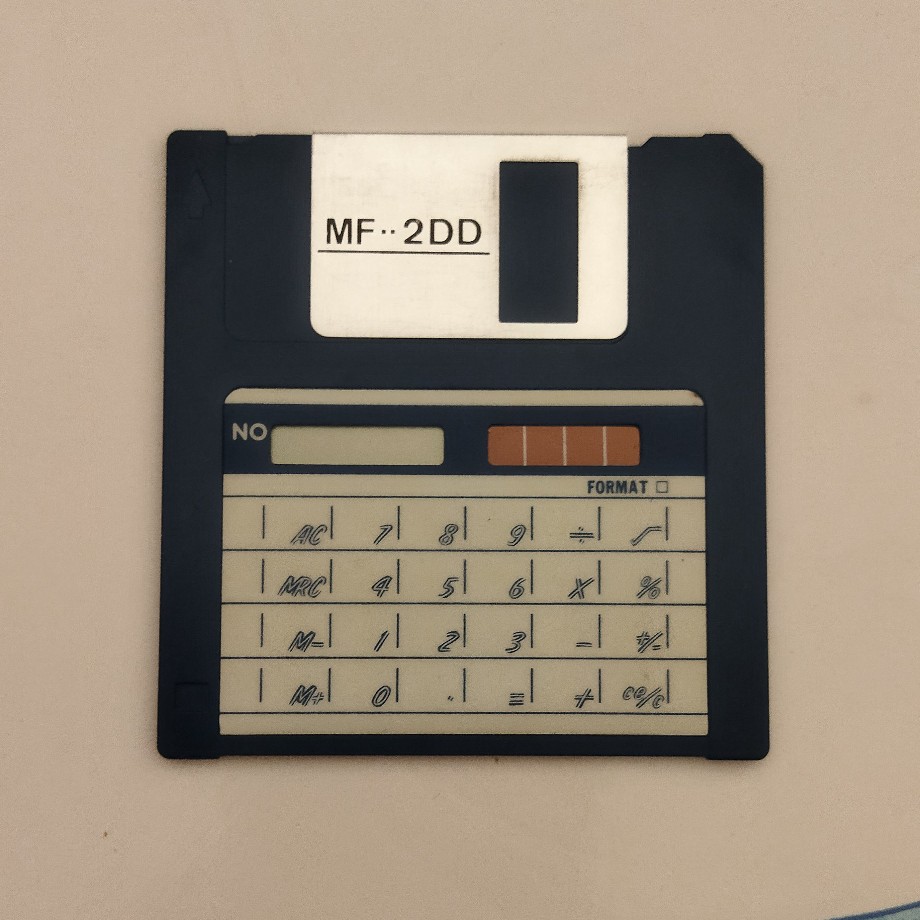 MF··2DD
NO
FORMAT □
AC 7 8 9 ÷ √
MRC 4 5 6 X %
M- 1 2 3 - +/-
M+ 0 . = + ce/c